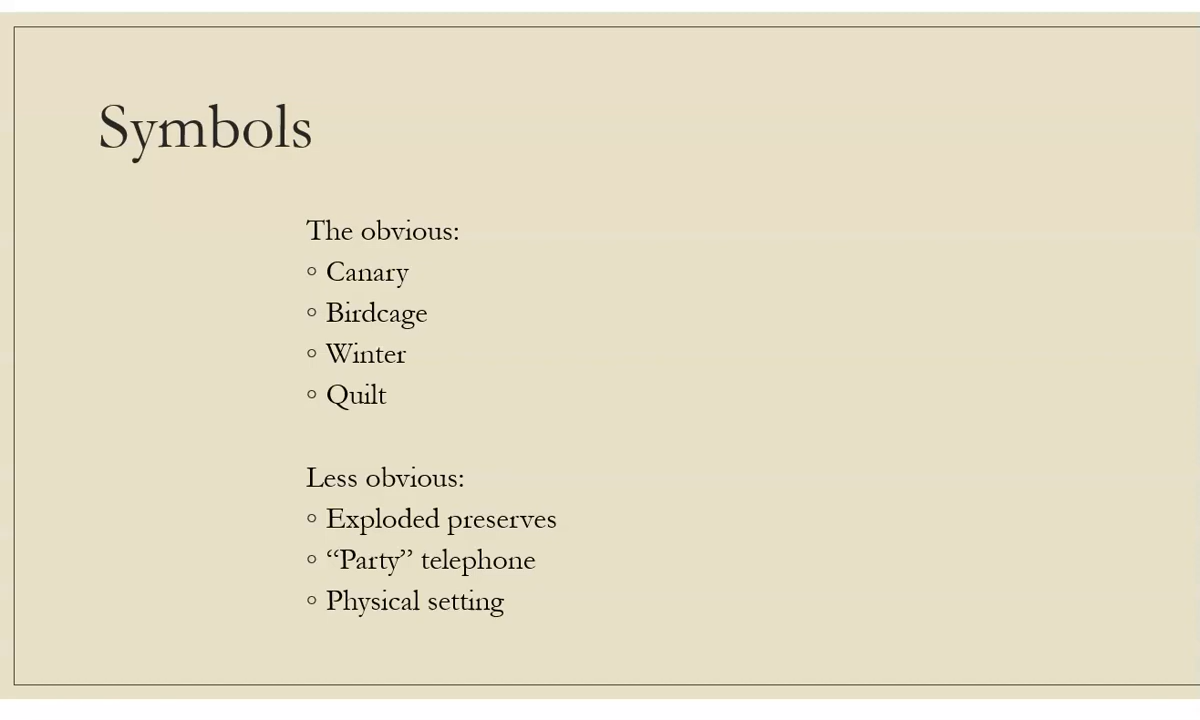 Symbols
The obvious:
◦ Canary
◦ Birdcage
◦ Winter
◦ Quilt
Less obvious:
◦ Exploded preserves
◦ “Party” telephone
◦ Physical setting